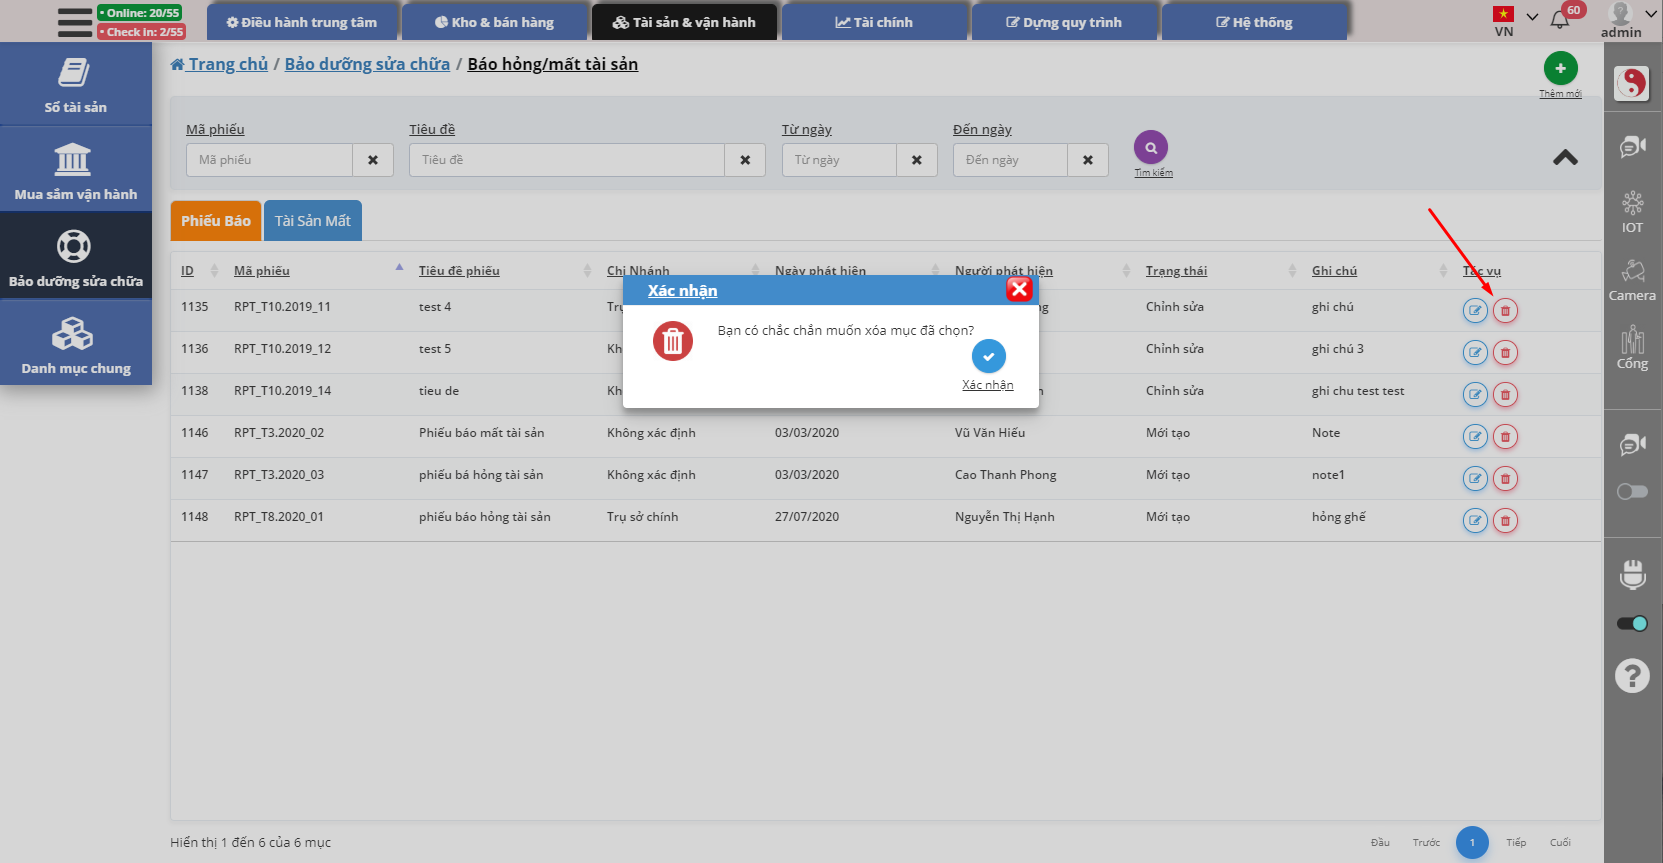 • Online: 20/55
• Check in: 2/55
Điều hành trung tâm
Kho & bán hàng
Tài sản & vận hành
Tài chính
Dựng quy trình
Hệ thống
VN
60
admin
Sổ tài sản
Mua sắm vận hành
Bảo dưỡng sửa chữa
Danh mục chung
Trang chủ / Bảo dưỡng sửa chữa / Báo hỏng/mất tài sản
Thêm mới
Mã phiếu Tiêu đề Từ ngày Đến ngày
Mã phiếu Tiêu đề Từ ngày Đến ngày
Tìm kiếm
Phiếu Báo Tài Sản Mất
ID Mã phiếu Tiêu đề phiếu Chi Nhánh Ngày phát hiện Người phát hiện Trạng thái Ghi chú Tác vụ
1135 RPT_T10.2019_11 test 4 Chỉnh sửa ghi chú
1136 RPT_T10.2019_12 test 5 Chỉnh sửa ghi chú 3
1138 RPT_T10.2019_14 tieu de Chỉnh sửa ghi chu test test
1146 RPT_T3.2020_02 Phiếu báo mất tài sản Không xác định 03/03/2020 Vũ Văn Hiếu Mới tạo Note
1147 RPT_T3.2020_03 phiếu bá hỏng tài sản Không xác định 03/03/2020 Cao Thanh Phong Mới tạo note1
1148 RPT_T8.2020_01 phiếu báo hỏng tài sản Trụ sở chính 27/07/2020 Nguyễn Thị Hạnh Mới tạo hỏng ghế
Xác nhận
Bạn có chắc chắn muốn xóa mục đã chọn?
Xác nhận
Hiển thị 1 đến 6 của 6 mục
Đầu Trước 1 Tiếp Cuối
IOT
Camera
Cổng